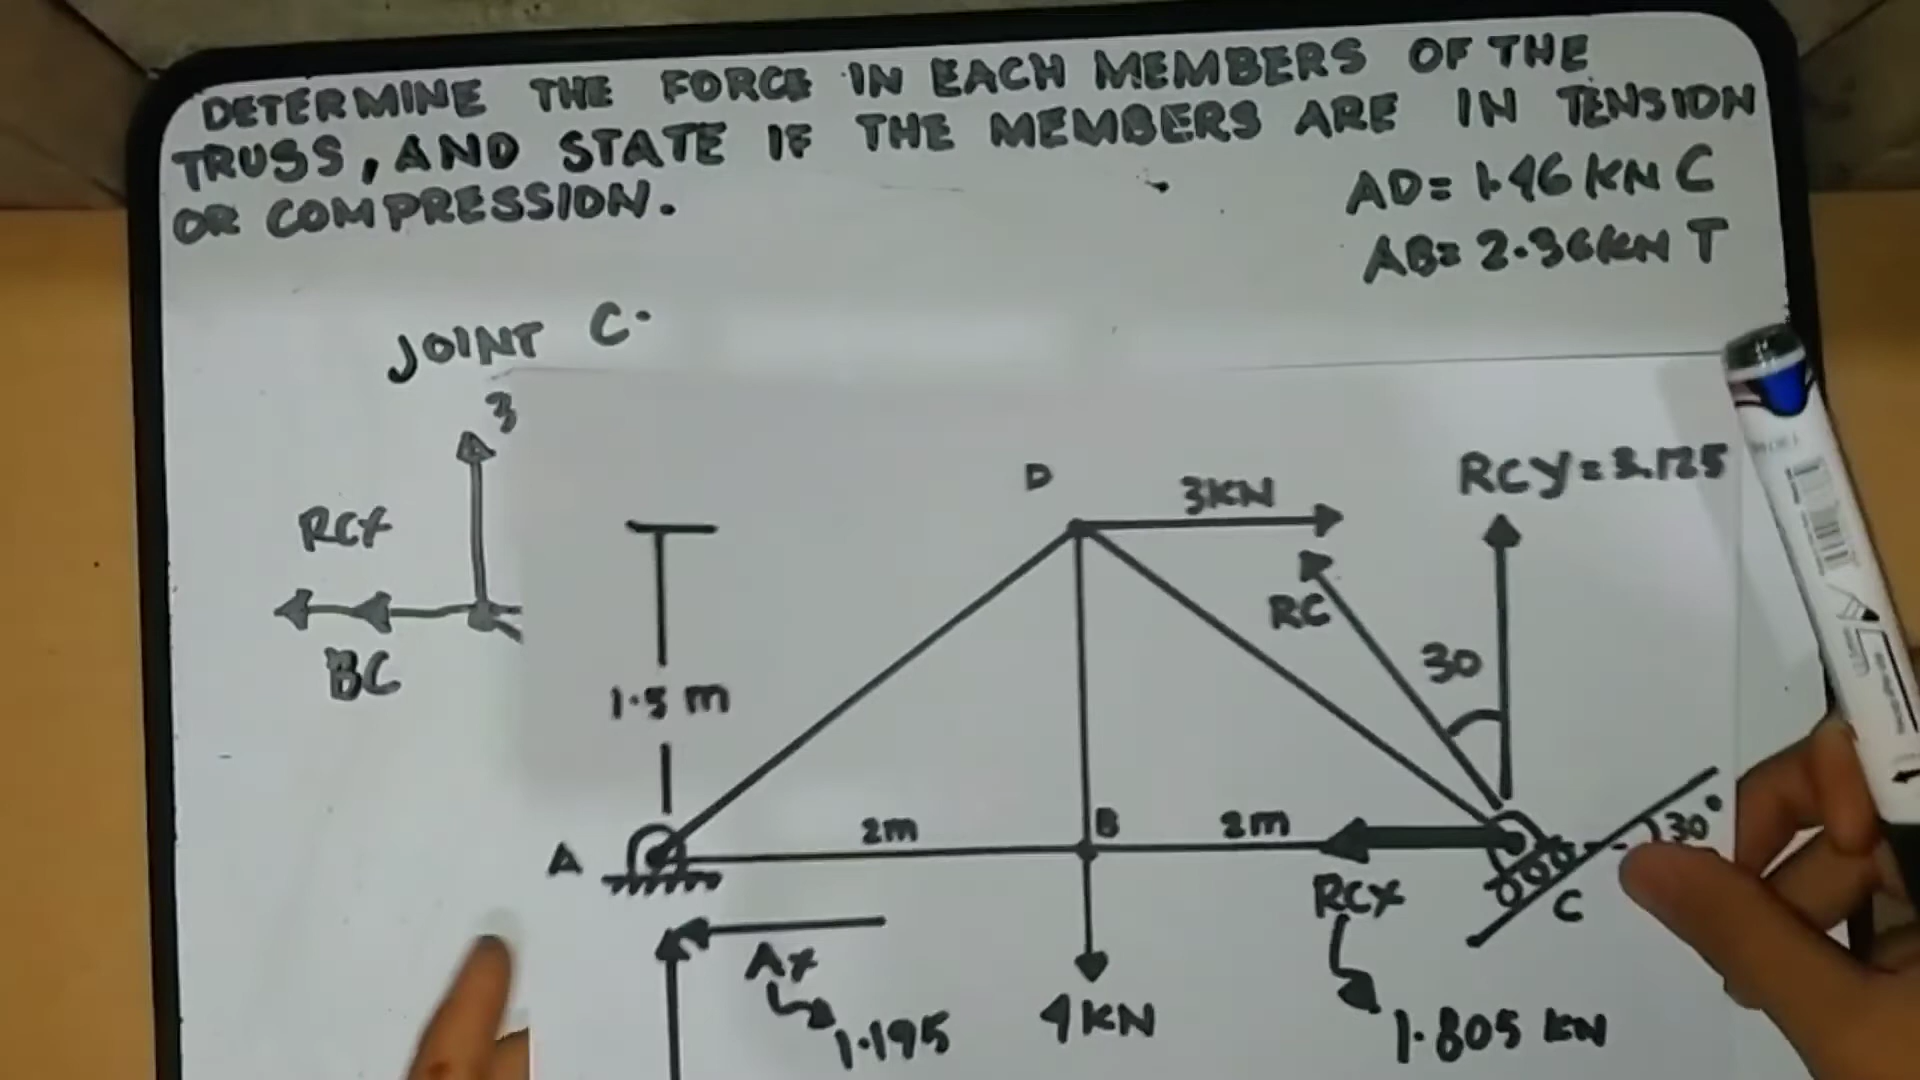 DETERMINE THE FORCE IN EACH MEMBERS OF THE
TRUSS, AND STATE IF THE MEMBERS ARE IN TENSION
OR COMPRESSION.
AD= 1.46 KN C
AB= 2.36KN T
JOINT C.
3
RCX
BC
D
3KN
RCY= 3.125
RC
30
1.5 m
A
2m
B
2m
30°
RCX
C
AX
1.195
4KN
1.805 KN